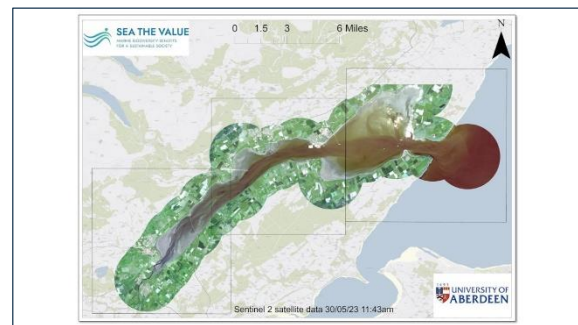 SEA THE VALUE
MARINE BIODIVERSITY BENEFITS
FOR A SUSTAINABLE SOCIETY
0 1.5 3 6 Miles
N
Sentinel 2 satellite data 30/05/23 11:43am
UNIVERSITY OF
ABERDEEN